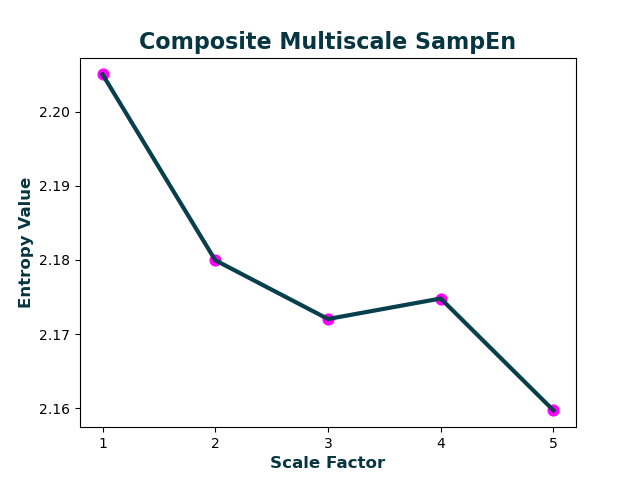 Composite Multiscale SampEn
Entropy Value
2.20
2.19
2.18
2.17
2.16
1 2 3 4 5
Scale Factor